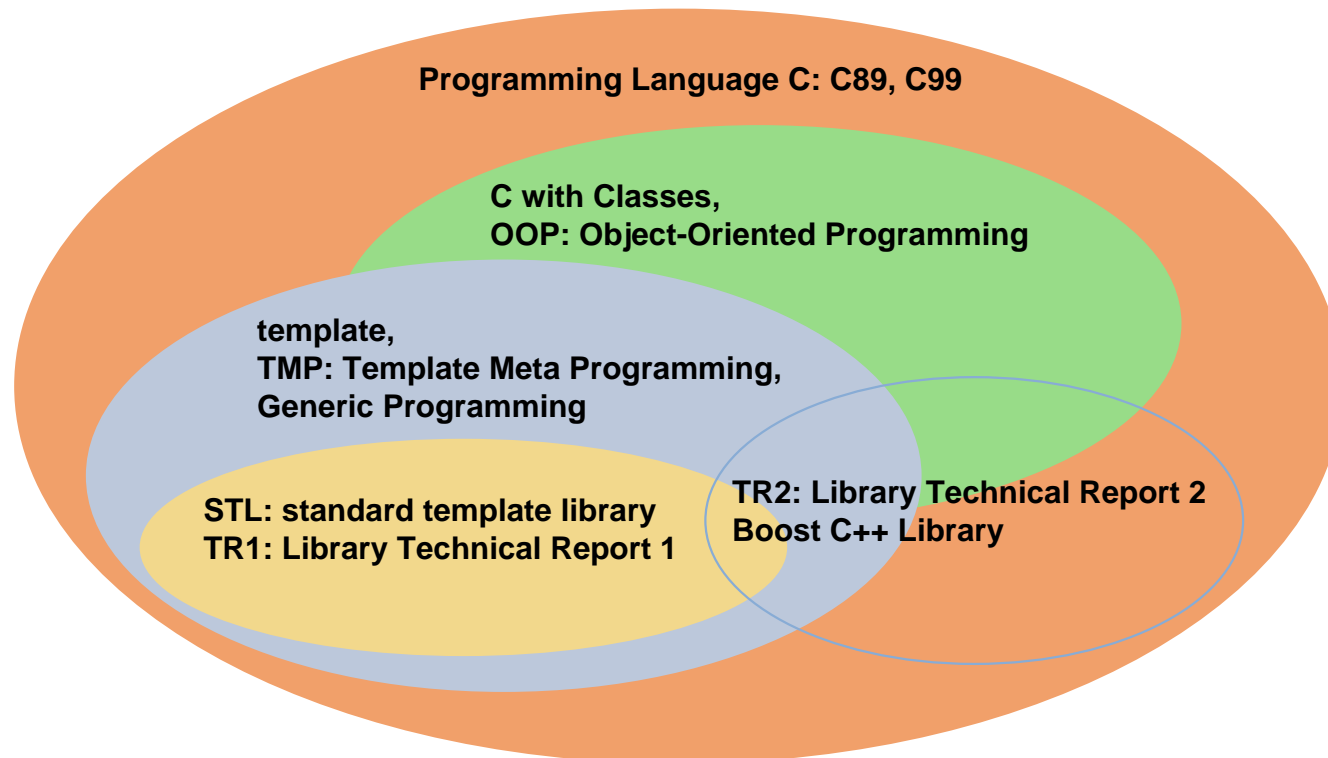 Programming Language C: C89, C99
C with Classes,
OOP: Object-Oriented Programming
template,
TMP: Template Meta Programming,
Generic Programming
STL: standard template library
TR1: Library Technical Report 1
TR2: Library Technical Report 2
Boost C++ Library